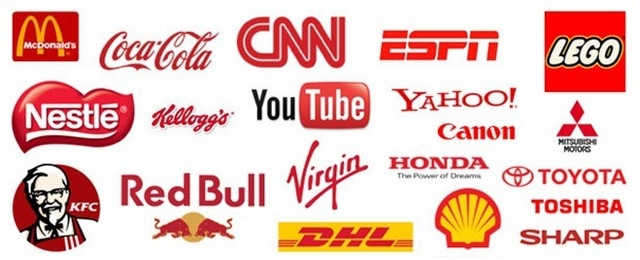 McDonald's
Coca-Cola
CNN
ESPN
LEGO
Nestlé
Kellogg's
YouTube
YAHOO!
Canon
MITSUBISHI
MOTORS
KFC
Red Bull
Virgin
HONDA
The Power of Dreams
TOYOTA
TOSHIBA
DHL
SHARP